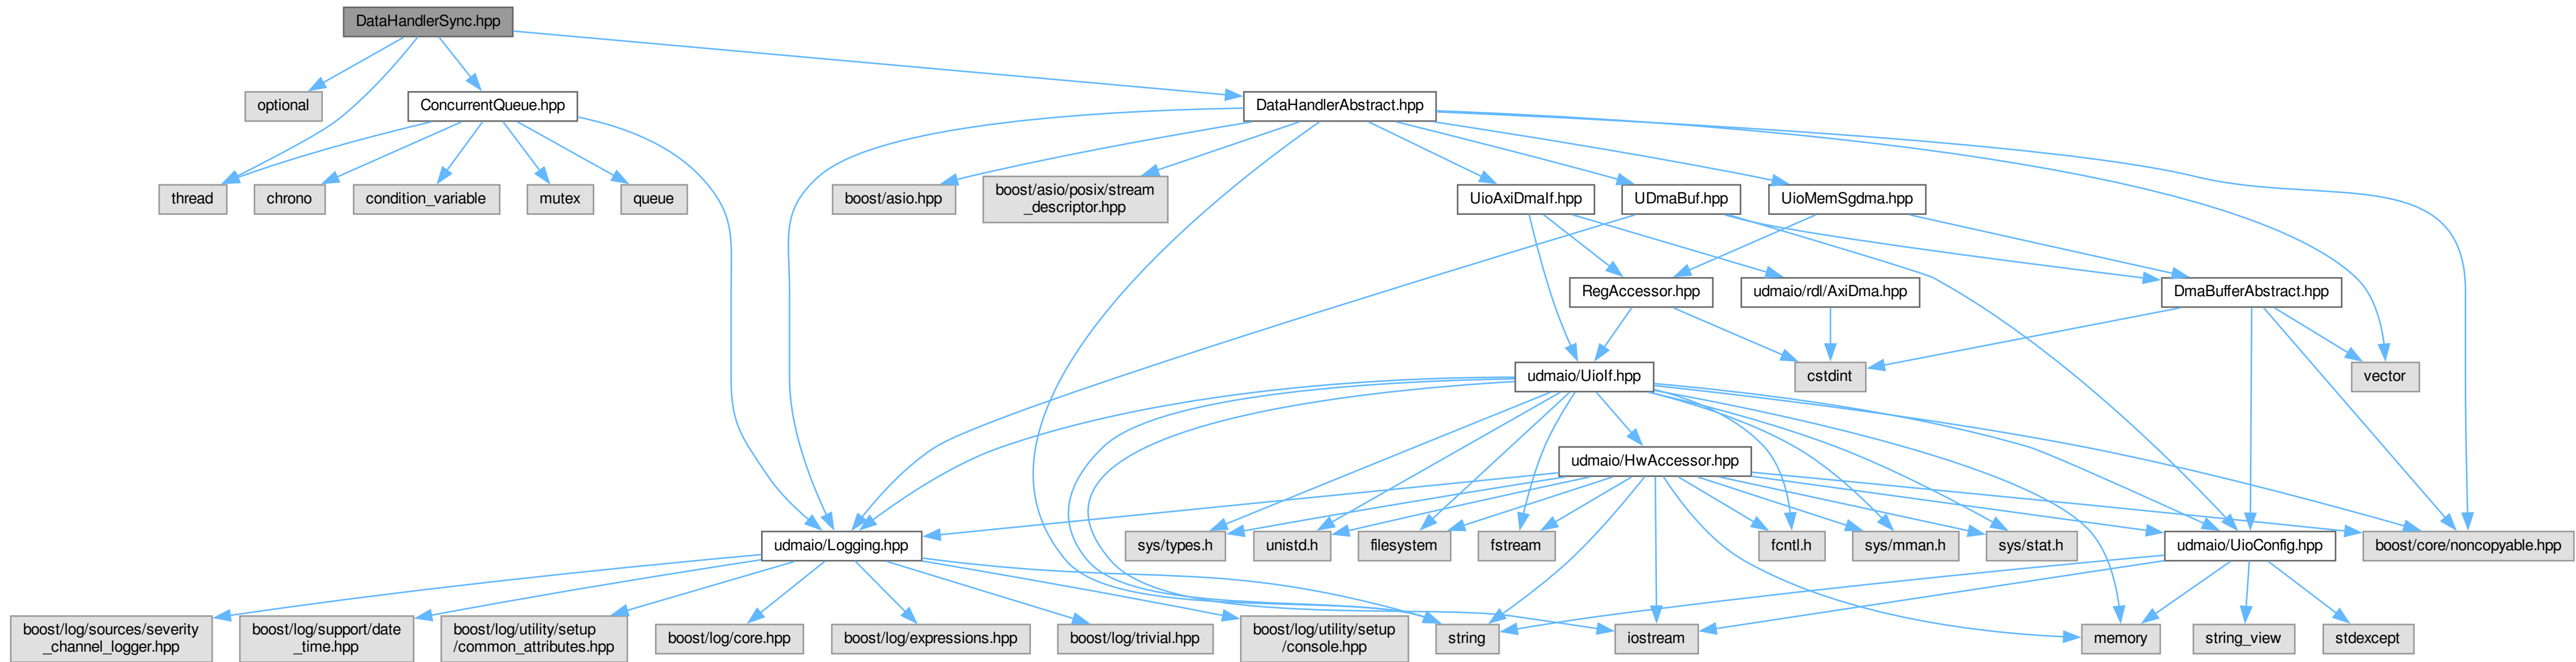 DataHandlerSync.hpp
optional
ConcurrentQueue.hpp
DataHandlerAbstract.hpp
thread
chrono
condition_variable
mutex
queue
boost/asio.hpp
boost/asio/posix/stream
_descriptor.hpp
UioAxiDmaIf.hpp
UDmaBuf.hpp
UioMemSgdma.hpp
RegAccessor.hpp
udmaio/rdl/AxiDma.hpp
DmaBufferAbstract.hpp
udmaio/UioIf.hpp
cstdint
vector
udmaio/HwAccessor.hpp
udmaio/Logging.hpp
sys/types.h
unistd.h
filesystem
fstream
fcntl.h
sys/mman.h
sys/stat.h
udmaio/UioConfig.hpp
boost/core/noncopyable.hpp
boost/log/sources/severity
_channel_logger.hpp
boost/log/support/date
_time.hpp
boost/log/utility/setup
/common_attributes.hpp
boost/log/core.hpp
boost/log/expressions.hpp
boost/log/trivial.hpp
boost/log/utility/setup
/console.hpp
string
iostream
memory
string_view
stdexcept